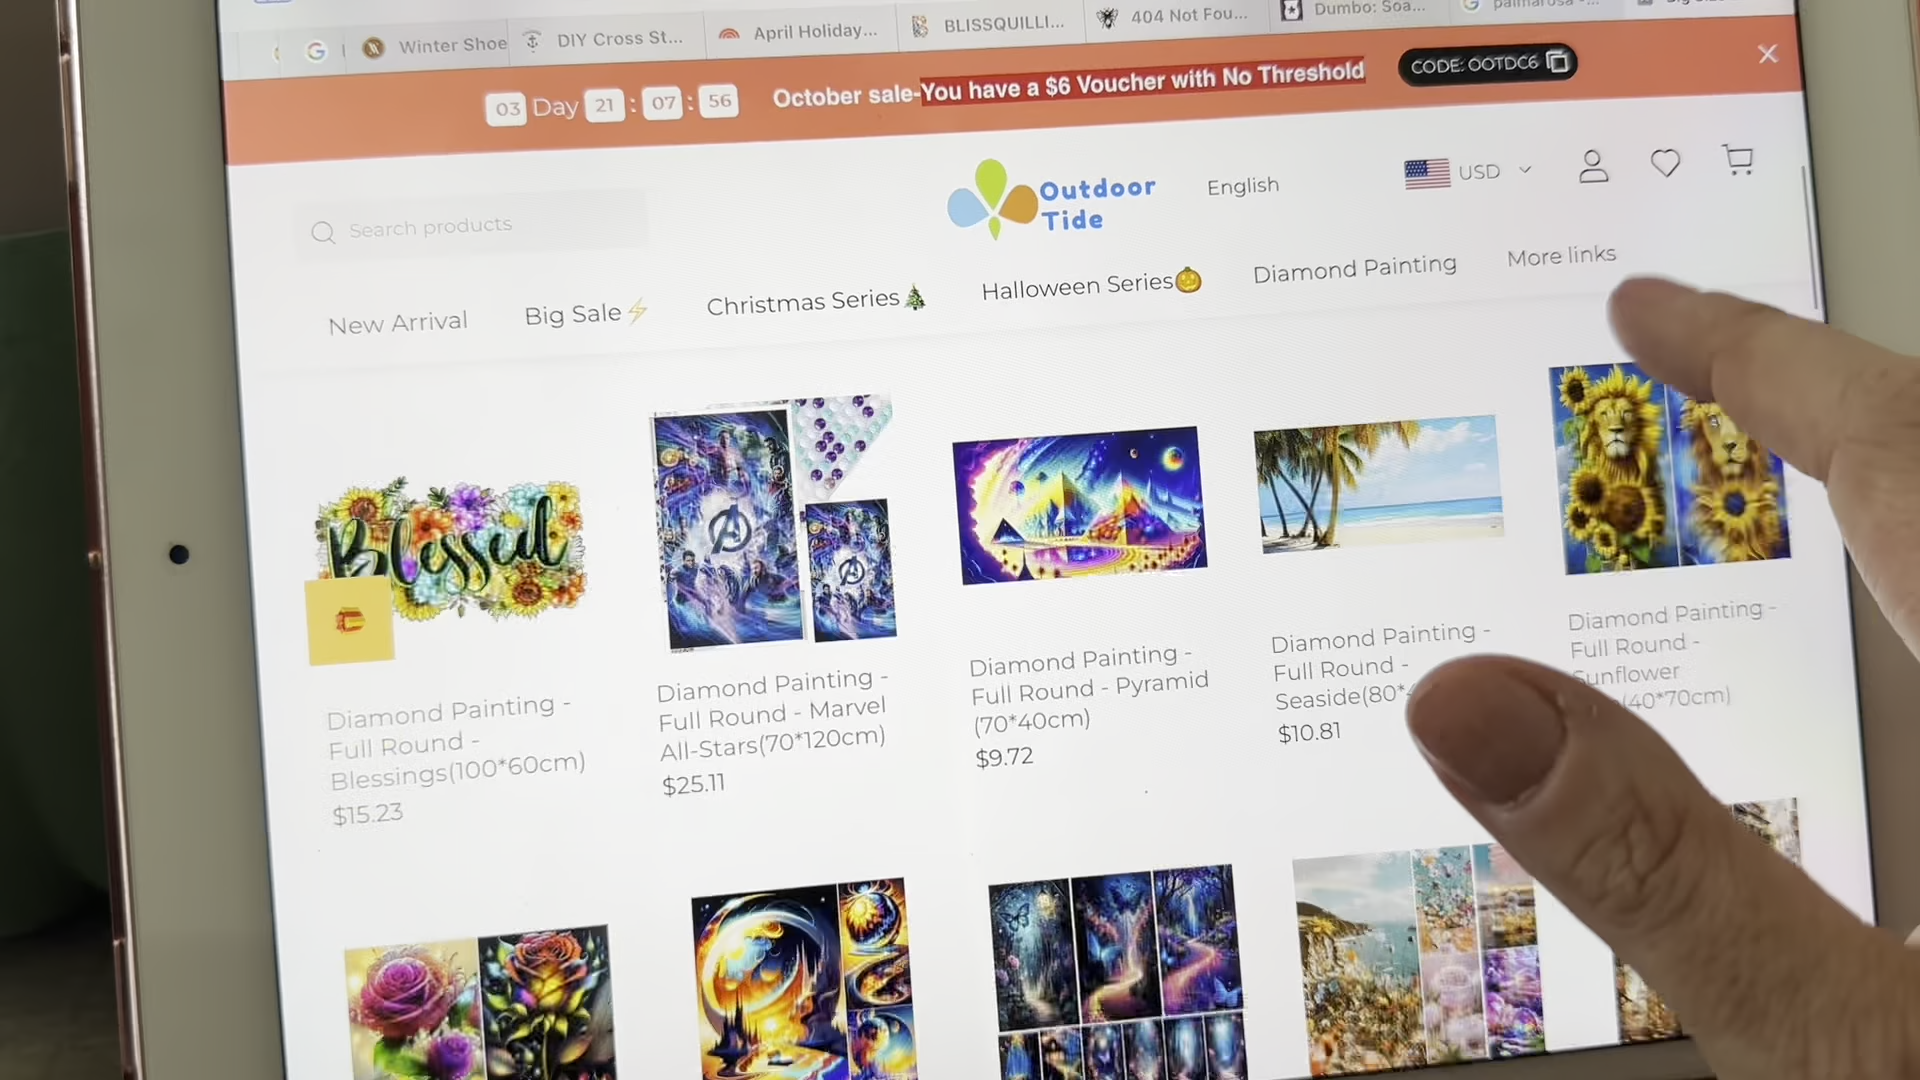 Winter Shoe
DIY Cross St...
April Holiday...
BLISSQUILLI...
404 Not Fou...
Dumbo: Soa...
03 Day 21 : 07 : 56
October sale-You have a $6 Voucher with No Threshold
CODE: OOTDC6
Search products
Outdoor
Tide
English
USD
New Arrival
Big Sale⚡
Christmas Series🎄
Halloween Series🎃
Diamond Painting
More links
Blessed
Diamond Painting -
Full Round -
Blessings(100*60cm)
$15.23
Diamond Painting -
Full Round - Marvel
All-Stars(70*120cm)
$25.11
Diamond Painting -
Full Round - Pyramid
(70*40cm)
$9.72
Diamond Painting -
Full Round -
Seaside(80*
$10.81
Diamond Painting -
Full Round -
Sunflower
(40*70cm)